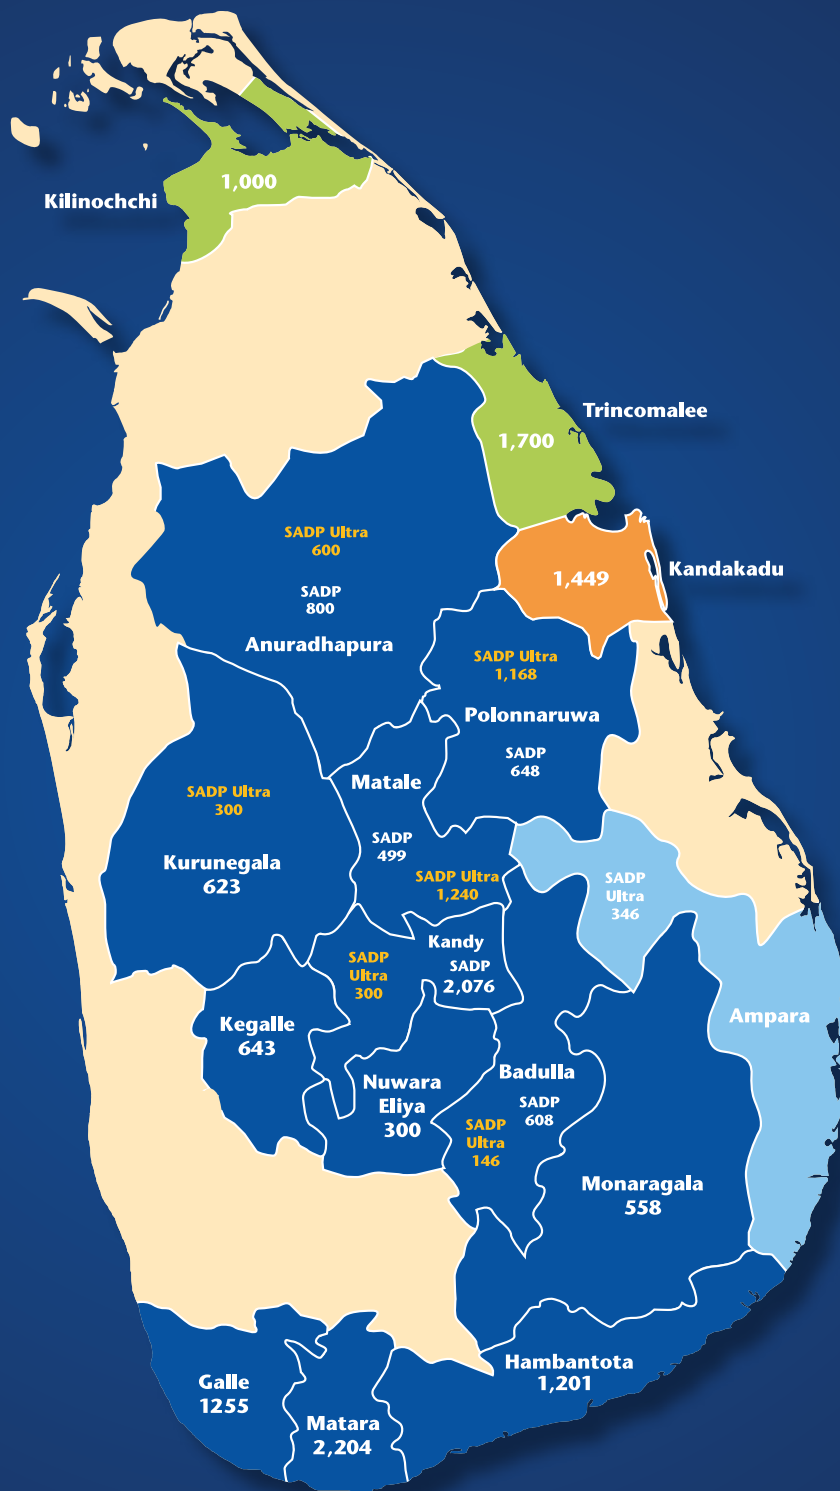 1,000
Kilinochchi
Trincomalee
1,700
SADP Ultra
600
SADP
800
Anuradhapura
1,449
Kandakadu
SADP Ultra
1,168
Polonnaruwa
SADP
648
Matale
SADP
499
SADP Ultra
1,240
SADP Ultra
300
Kurunegala
623
SADP
Ultra
346
Kandy
SADP
2,076
SADP
Ultra
300
Ampara
Kegalle
643
Nuwara
Eliya
300
Badulla
SADP
608
SADP
Ultra
146
Monaragala
558
Hambantota
1,201
Galle
1255
Matara
2,204